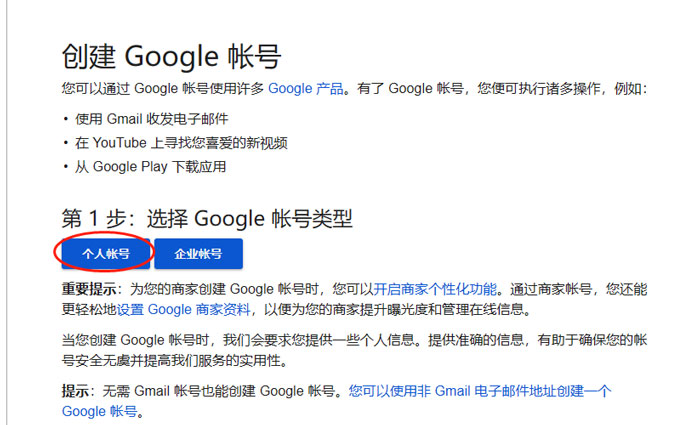 创建 Google 帐号
您可以通过 Google 帐号使用许多 Google 产品。有了 Google 帐号，您便可执行诸多操作，例如：
• 使用 Gmail 收发电子邮件
• 在 YouTube 上寻找您喜爱的新视频
• 从 Google Play 下载应用
第 1 步：选择 Google 帐号类型
个人帐号 企业帐号
重要提示：为您的商家创建 Google 帐号时，您可以开启商家个性化功能。通过商家帐号，您还能
更轻松地设置 Google 商家资料，以便为您的商家提升曝光度和管理在线信息。
当您创建 Google 帐号时，我们会要求您提供一些个人信息。提供准确的信息，有助于确保您的帐
号安全无虞并提高我们服务的实用性。
提示：无需 Gmail 帐号也能创建 Google 帐号。您可以使用非 Gmail 电子邮件地址创建一个
Google 帐号。